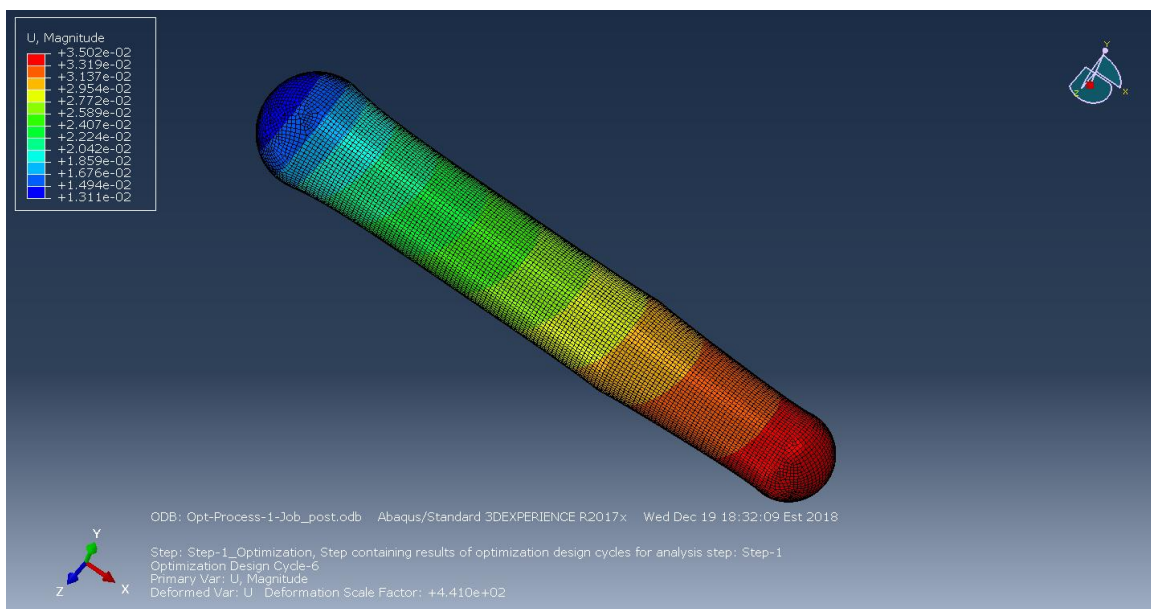 U, Magnitude
+3.502e-02
+3.319e-02
+3.137e-02
+2.954e-02
+2.772e-02
+2.589e-02
+2.407e-02
+2.224e-02
+2.042e-02
+1.859e-02
+1.676e-02
+1.494e-02
+1.311e-02
Y
Z
X
ODB: Opt-Process-1-Job_post.odb Abaqus/Standard 3DEXPERIENCE R2017x Wed Dec 19 18:32:09 Est 2018
Step: Step-1_Optimization, Step containing results of optimization design cycles for analysis step: Step-1
Optimization Design Cycle-6
Primary Var: U, Magnitude
Deformed Var: U Deformation Scale Factor: +4.410e+02
Y
Z
X